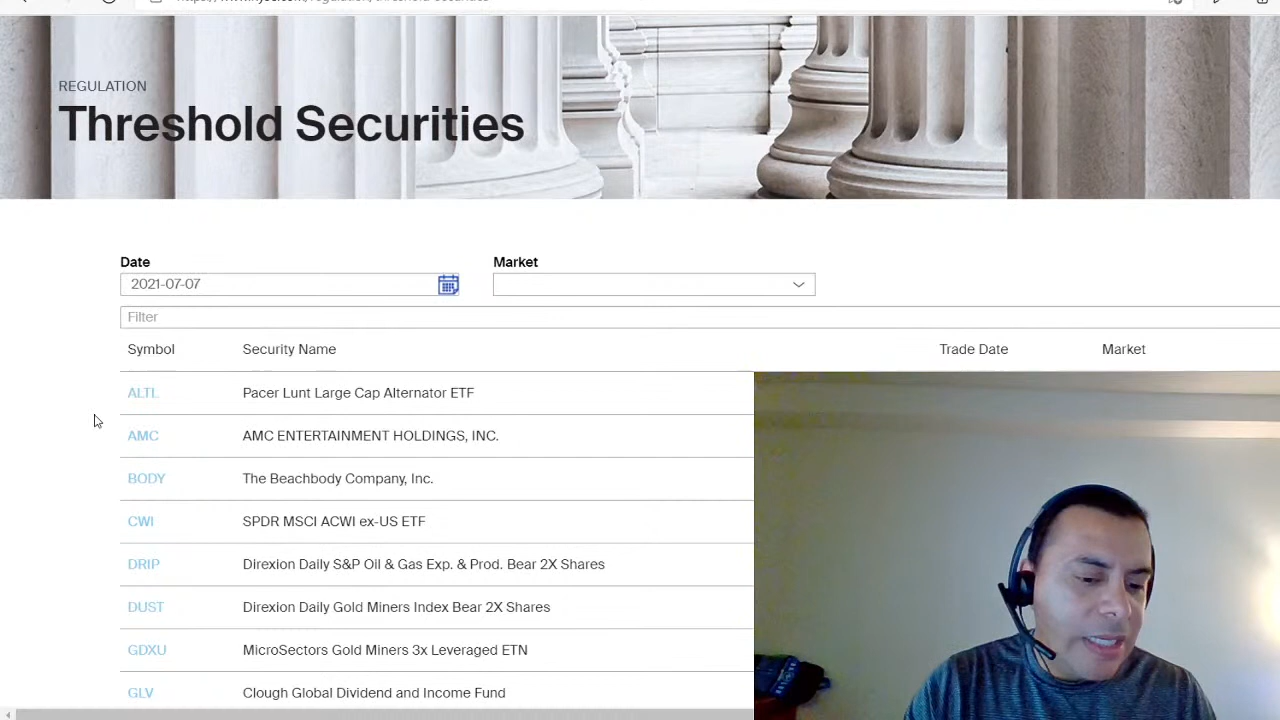 REGULATION
Threshold Securities
Date
Market
2021-07-07
Filter
Symbol Security Name Trade Date Market
ALTL Pacer Lunt Large Cap Alternator ETF
AMC AMC ENTERTAINMENT HOLDINGS, INC.
BODY The Beachbody Company, Inc.
CWI SPDR MSCI ACWI ex-US ETF
DRIP Direxion Daily S&P Oil & Gas Exp. & Prod. Bear 2X Shares
DUST Direxion Daily Gold Miners Index Bear 2X Shares
GDXU MicroSectors Gold Miners 3x Leveraged ETN
GLV Clough Global Dividend and Income Fund